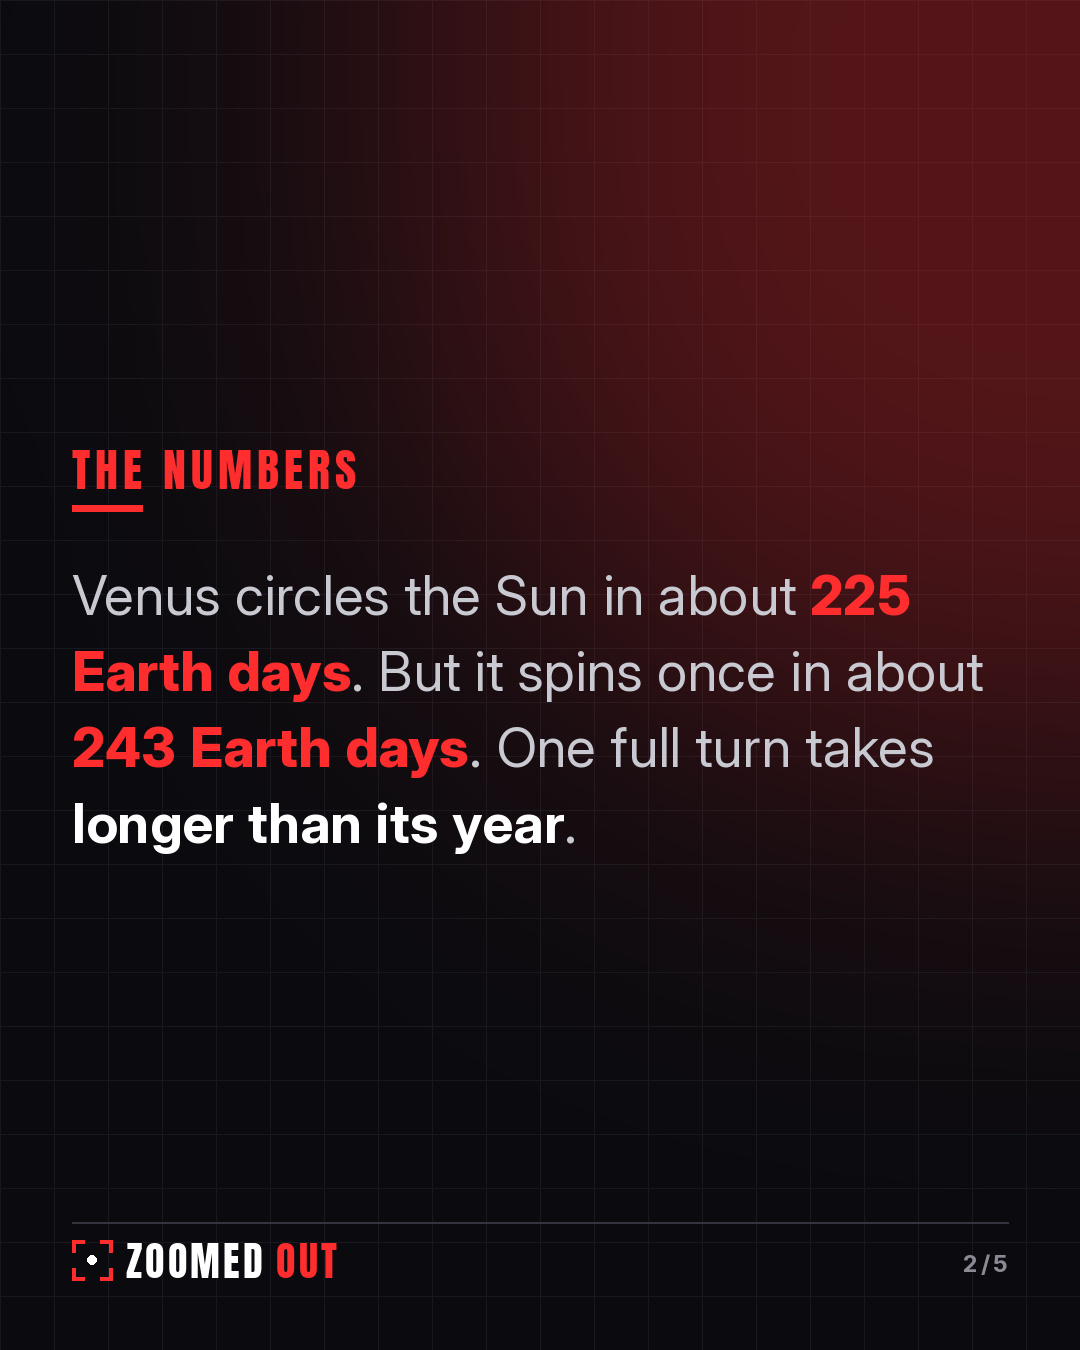 THE NUMBERS
Venus circles the Sun in about 225
Earth days. But it spins once in about
243 Earth days. One full turn takes
longer than its year.
ZOOMED OUT
2/5